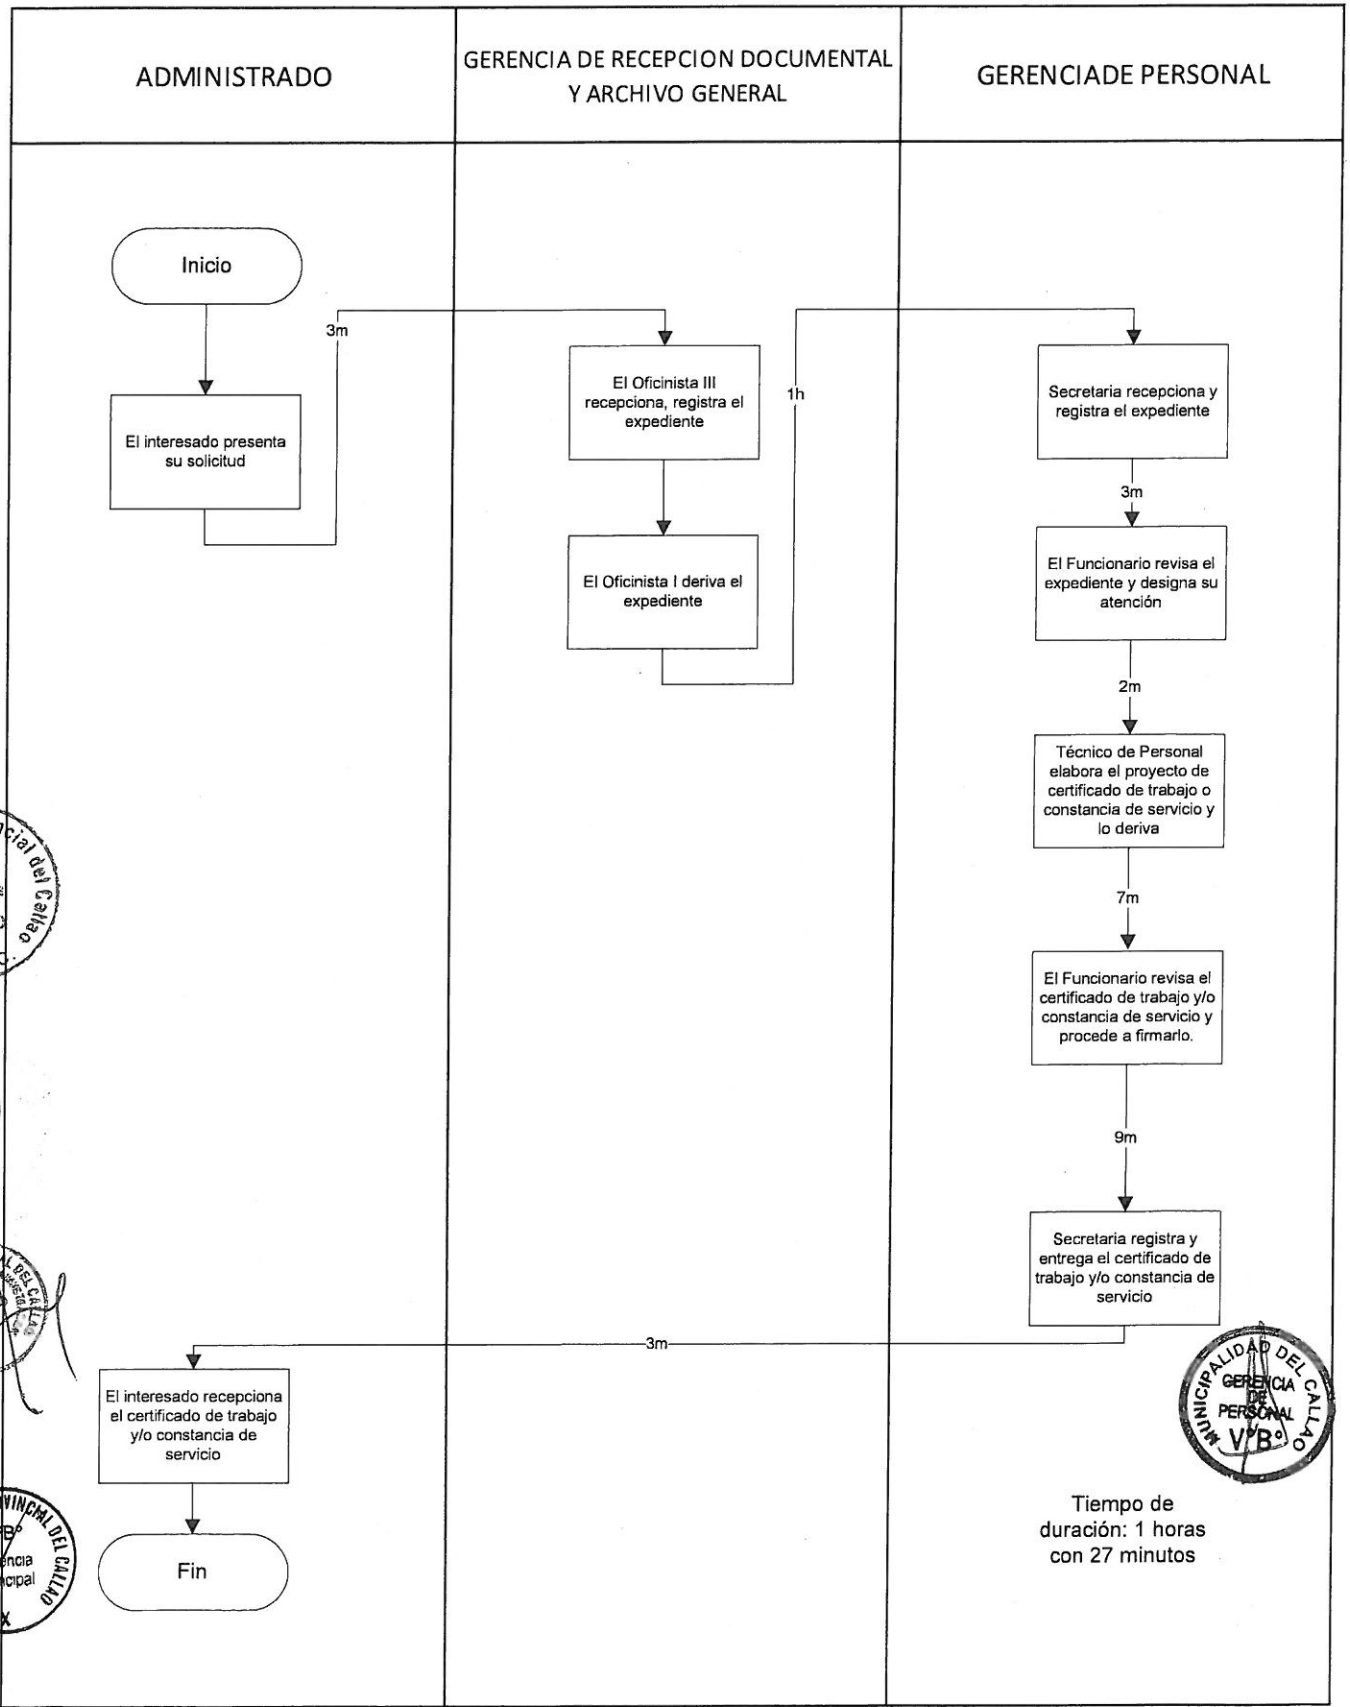 ADMINISTRADO
GERENCIA DE RECEPCION DOCUMENTAL
Y ARCHIVO GENERAL
GERENCIADE PERSONAL
Inicio
3m
El interesado presenta
su solicitud
El Oficinista III
recepciona, registra el
expediente
1h
El Oficinista I deriva el
expediente
Secretaria recepciona y
registra el expediente
3m
El Funcionario revisa el
expediente y designa su
atención
2m
Técnico de Personal
elabora el proyecto de
certificado de trabajo o
constancia de servicio y
lo deriva
7m
El Funcionario revisa el
certificado de trabajo y/o
constancia de servicio y
procede a firmarlo.
9m
Secretaria registra y
entrega el certificado de
trabajo y/o constancia de
servicio
3m
El interesado recepciona
el certificado de trabajo
y/o constancia de
servicio
Fin
Tiempo de
duración: 1 horas
con 27 minutos
MUNICIPALIDAD DEL CALLAO
GERENCIA
DE
PERSONAL
V°B°
del Callao
DEL CALLAO